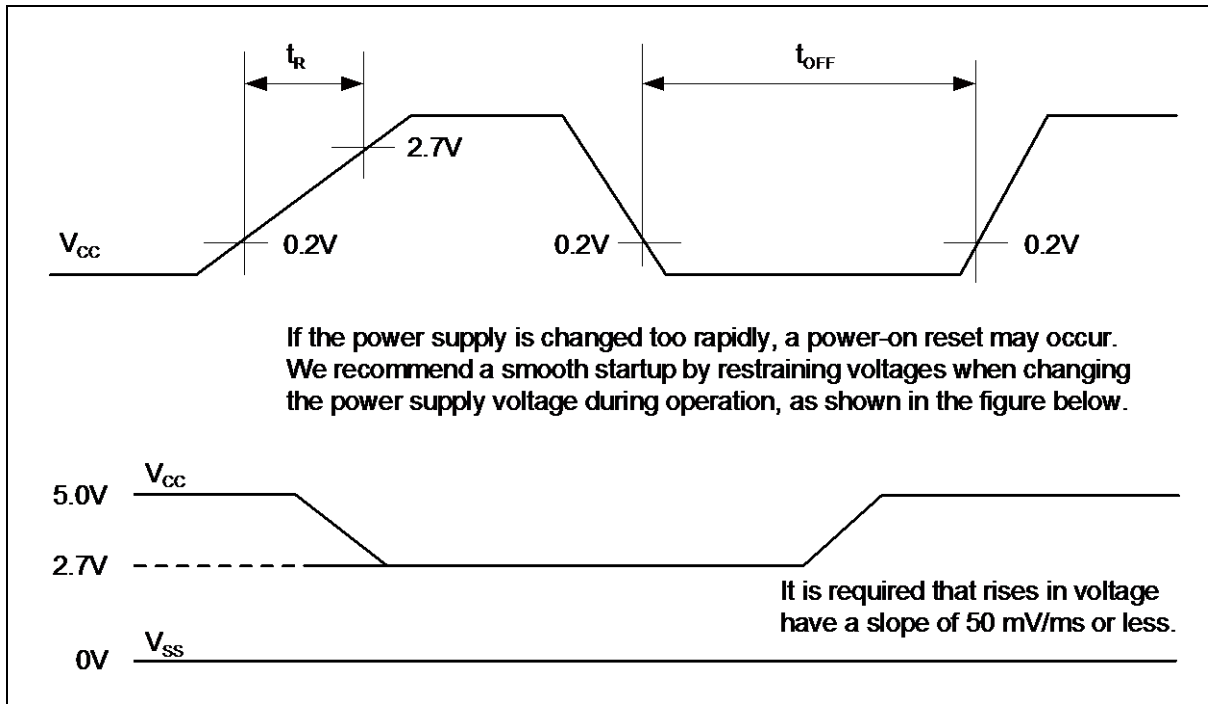 tR
tOFF
2.7V
VCC
0.2V
0.2V
0.2V
If the power supply is changed too rapidly, a power-on reset may occur.
We recommend a smooth startup by restraining voltages when changing
the power supply voltage during operation, as shown in the figure below.
VCC
5.0V
2.7V
It is required that rises in voltage
have a slope of 50 mV/ms or less.
VSS
0V